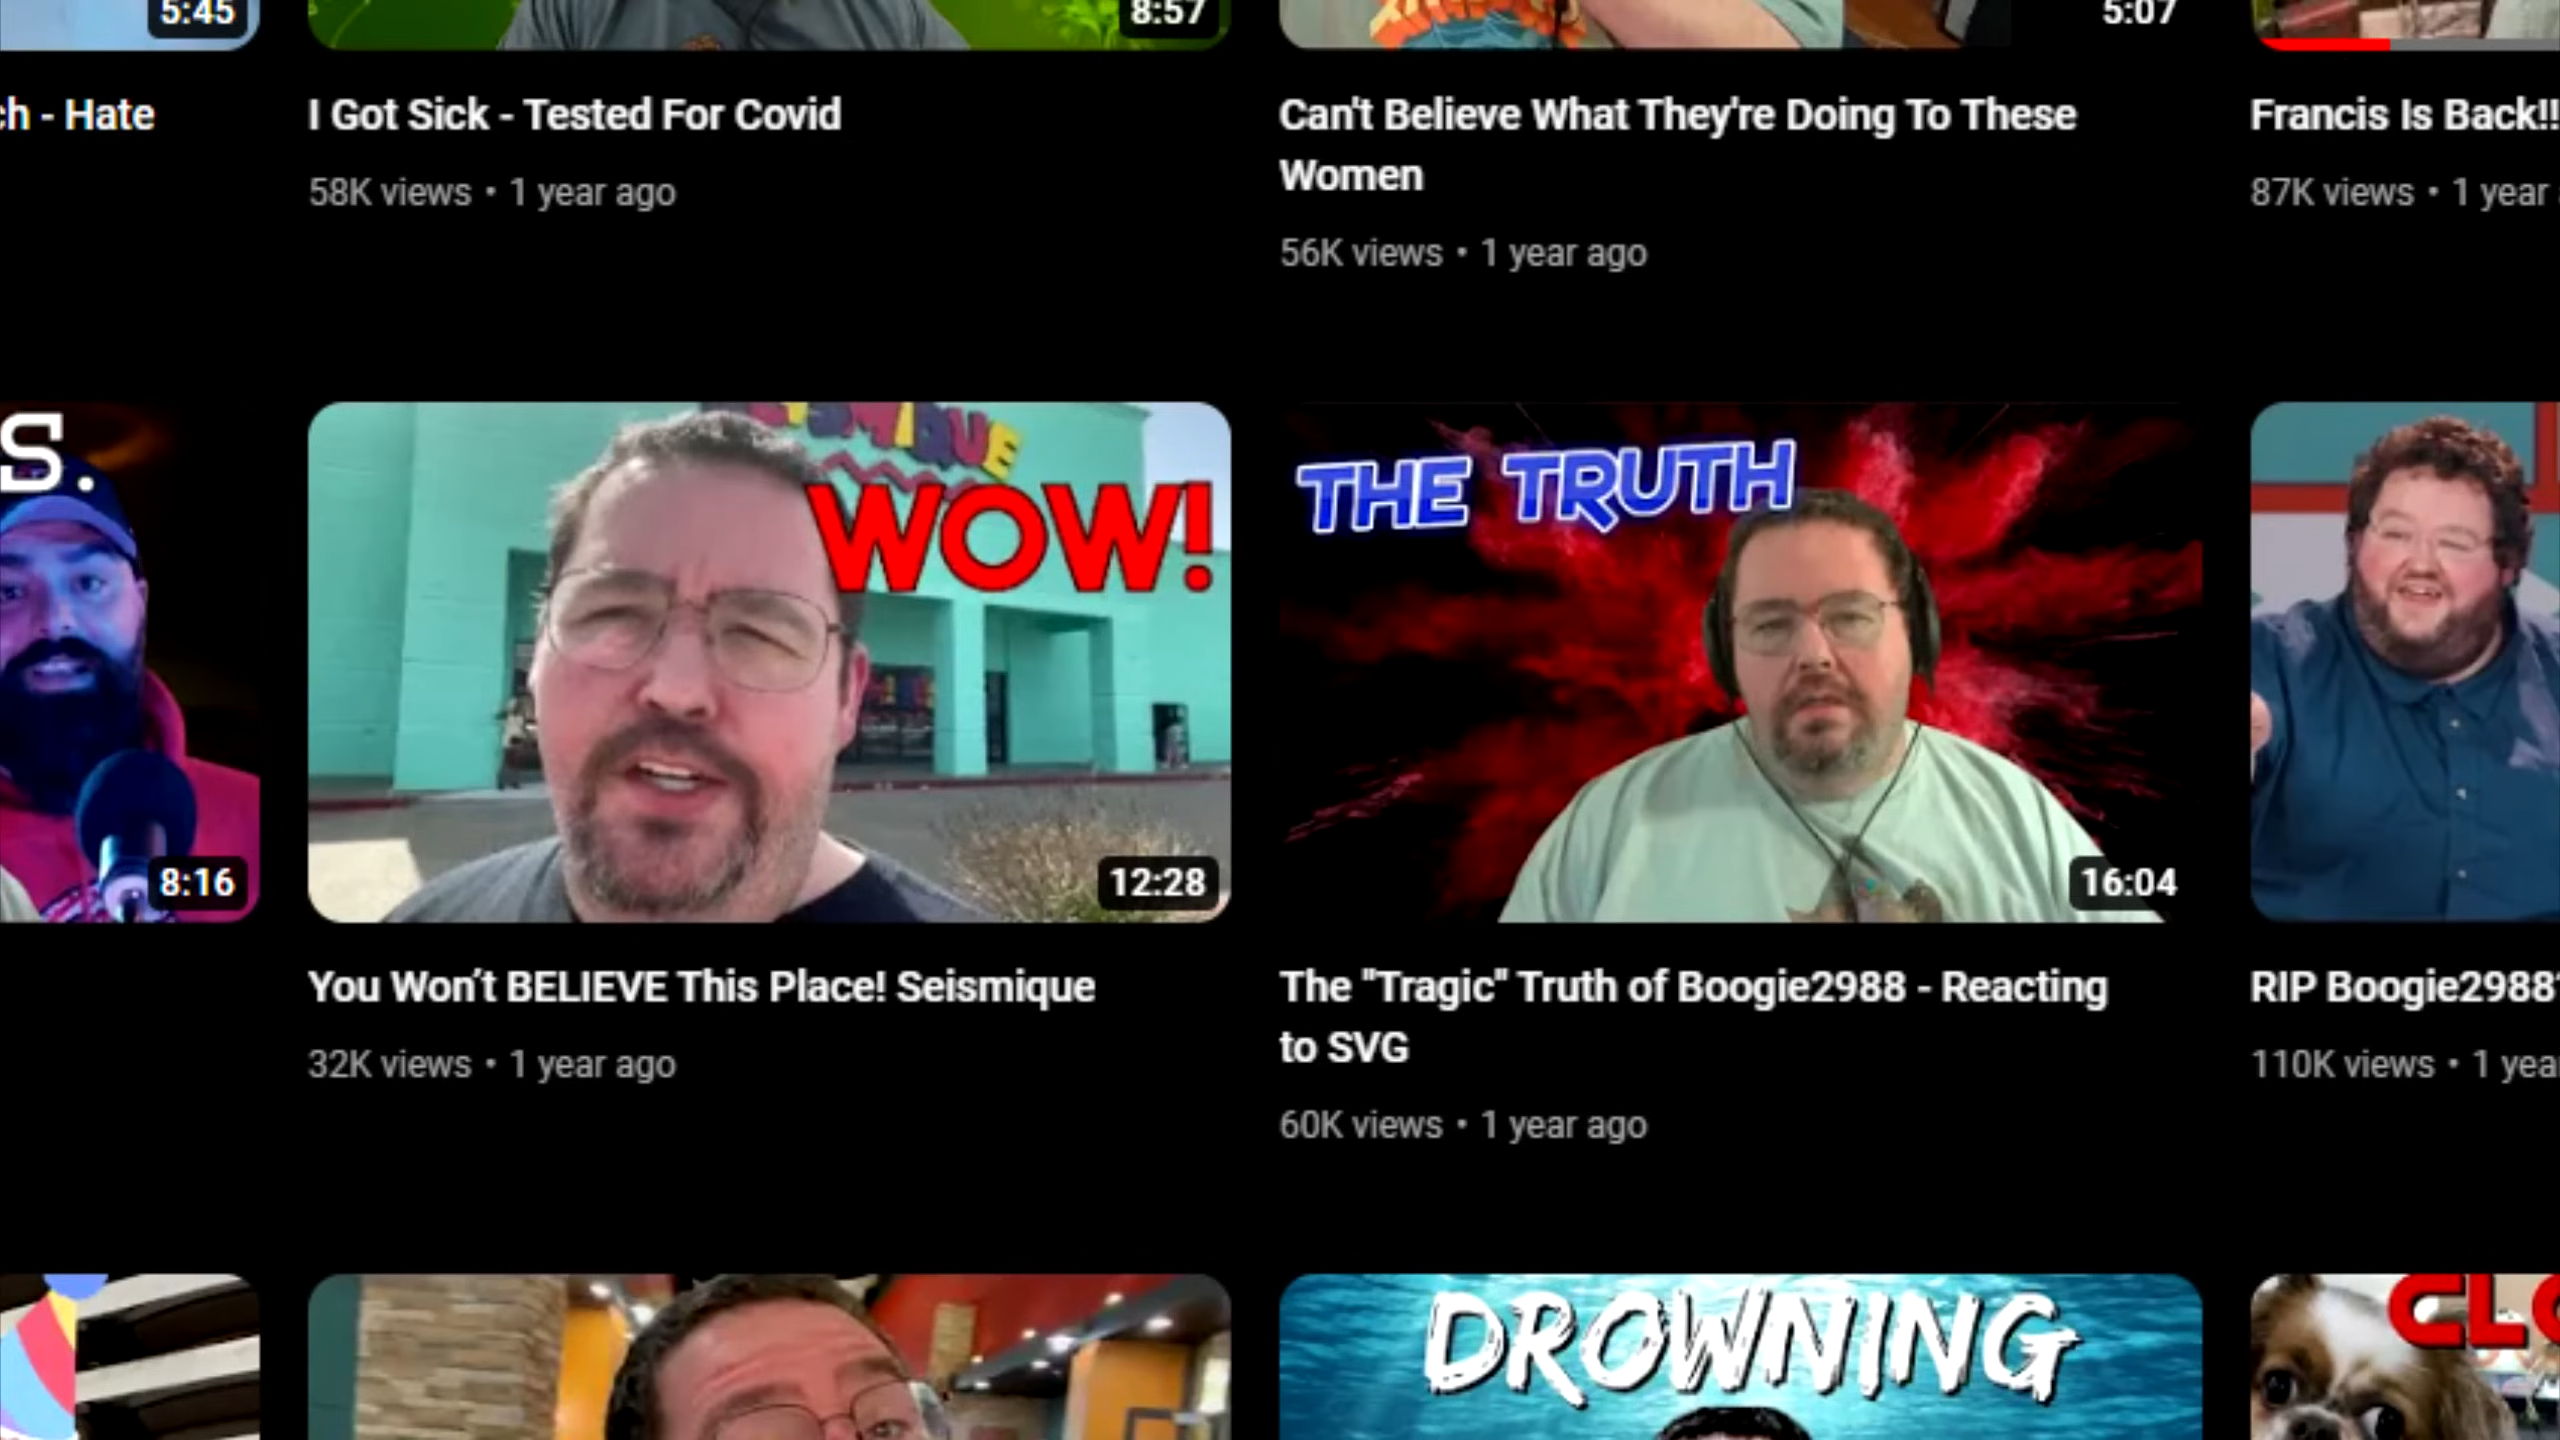 5:45
8:57
5:07
ch - Hate
I Got Sick - Tested For Covid
Can't Believe What They're Doing To These
Women
Francis Is Back!!
58K views • 1 year ago
56K views • 1 year ago
87K views • 1 year
S.
WOW!
THE TRUTH
8:16
12:28
16:04
You Won’t BELIEVE This Place! Seismique
The "Tragic" Truth of Boogie2988 - Reacting
to SVG
RIP Boogie2988?
32K views • 1 year ago
60K views • 1 year ago
110K views • 1 yea
DROWNING
CLO